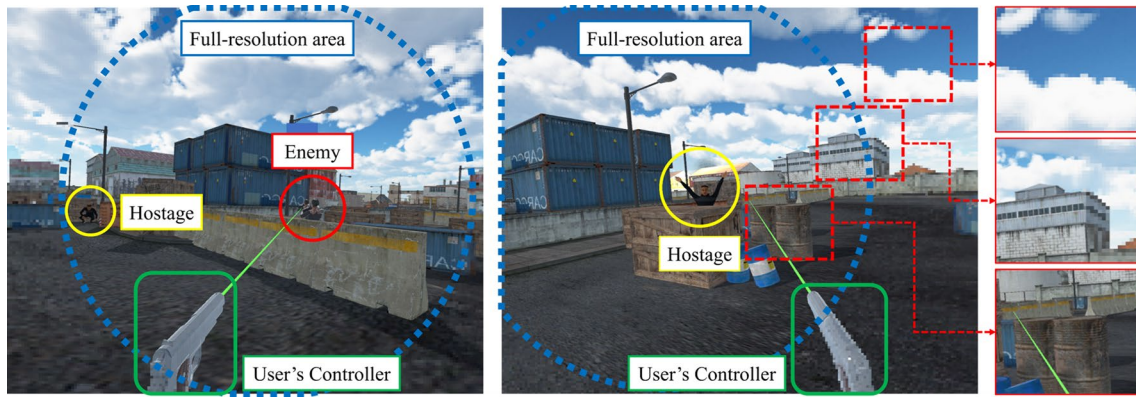 Full-resolution area
Enemy
Hostage
User's Controller
Full-resolution area
Hostage
User's Controller